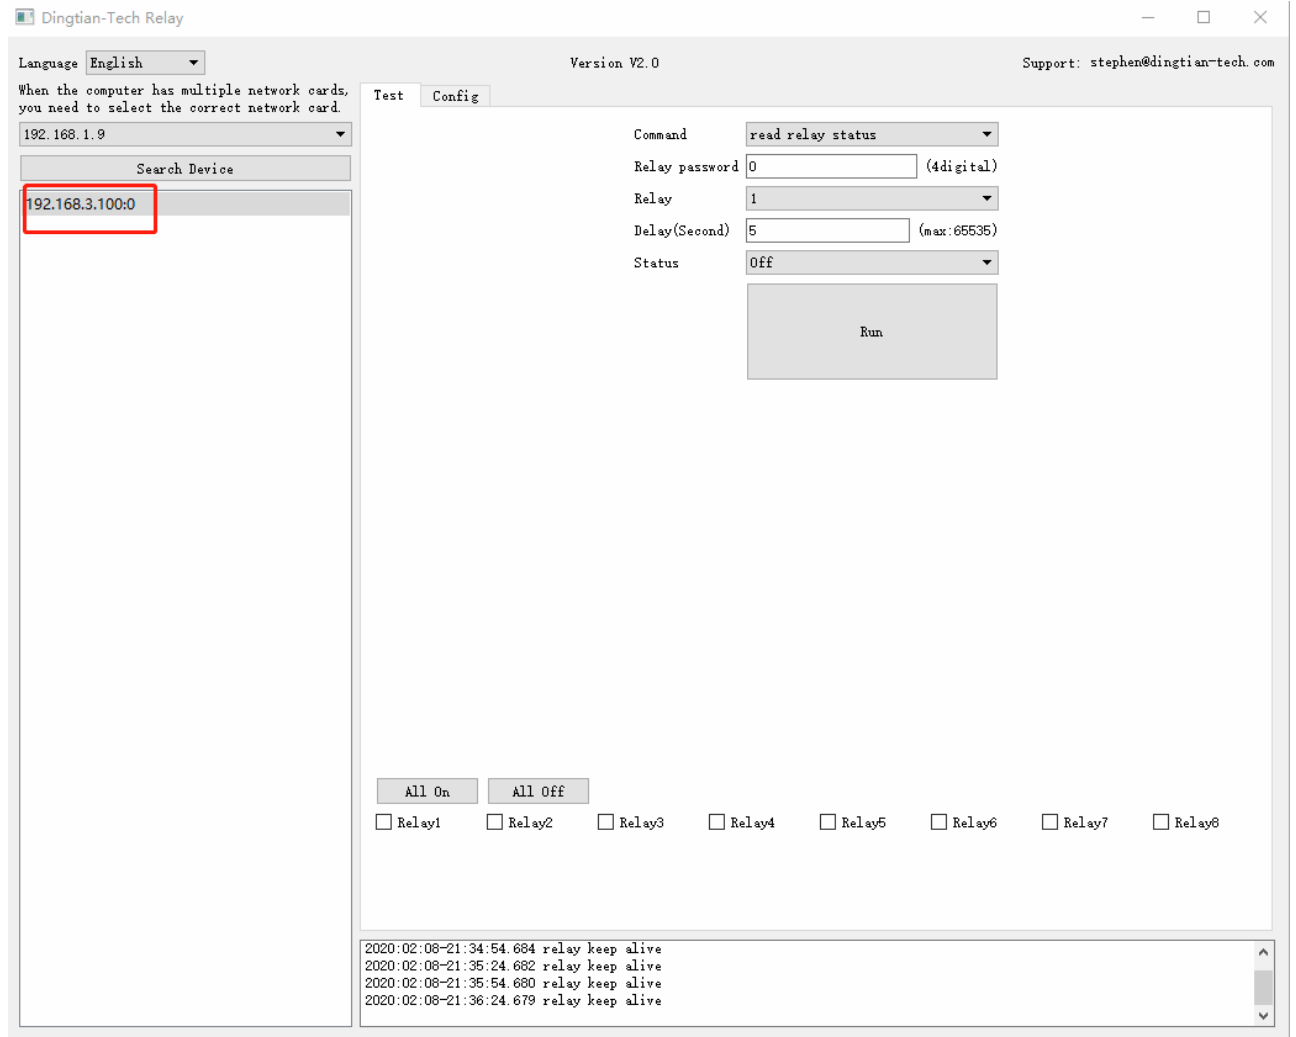 Dingtian-Tech Relay
Language English
Version V2.0
Support: stephen@dingtian-tech.com
When the computer has multiple network cards,
you need to select the correct network card.
192.168.1.9
Search Device
192.168.3.100:0
Test Config
Command read relay status
Relay password 0 (4digital)
Relay 1
Delay(Second) 5 (max:65535)
Status Off
Run
All On All Off
Relay1 Relay2 Relay3 Relay4 Relay5 Relay6 Relay7 Relay8
2020:02:08-21:34:54.684 relay keep alive
2020:02:08-21:35:24.682 relay keep alive
2020:02:08-21:35:54.680 relay keep alive
2020:02:08-21:36:24.679 relay keep alive